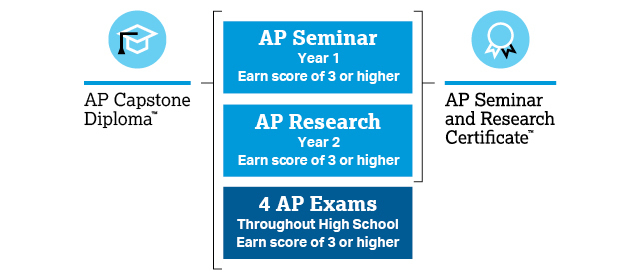 AP Capstone
Diploma™
AP Seminar
Year 1
Earn score of 3 or higher
AP Research
Year 2
Earn score of 3 or higher
4 AP Exams
Throughout High School
Earn score of 3 or higher
AP Seminar
and Research
Certificate™